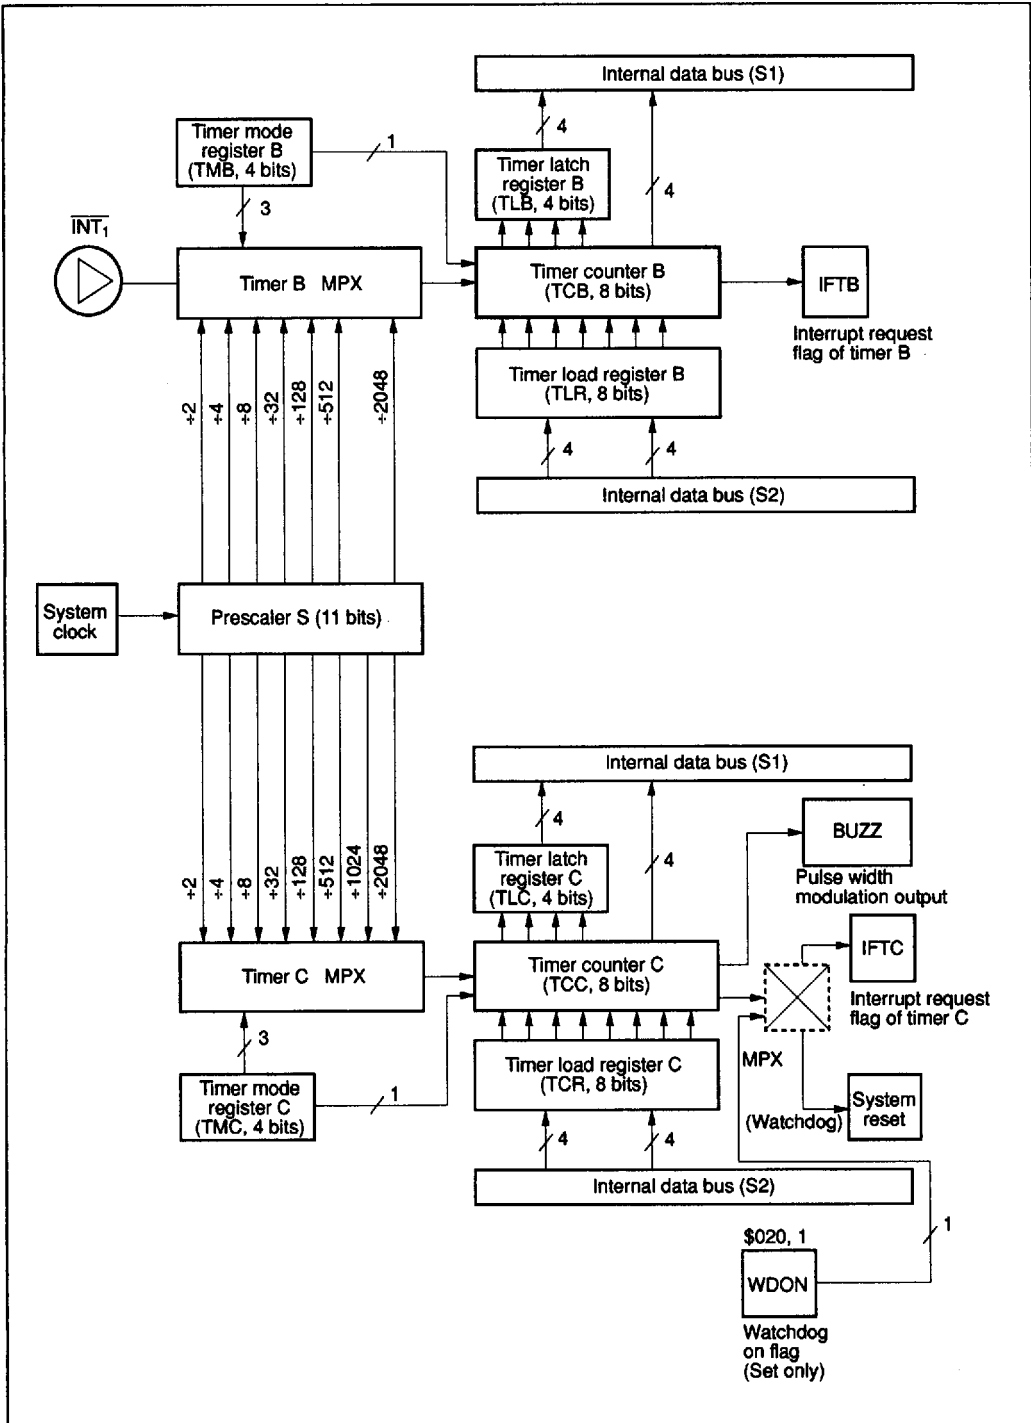 Internal data bus (S1)
Timer mode
register B
(TMB, 4 bits)
1
4
Timer latch
register B
(TLB, 4 bits)
4
3
INT1
Timer B MPX
Timer counter B
(TCB, 8 bits)
IFTB
Interrupt request
flag of timer B
÷2
÷4
÷8
÷32
÷128
÷512
÷2048
Timer load register B
(TLR, 8 bits)
4
4
Internal data bus (S2)
System
clock
Prescaler S (11 bits)
Internal data bus (S1)
4
4
BUZZ
Pulse width
modulation output
Timer latch
register C
(TLC, 4 bits)
÷2
÷4
÷8
÷32
÷128
÷512
÷1024
÷2048
Timer C MPX
Timer counter C
(TCC, 8 bits)
IFTC
Interrupt request
flag of timer C
3
MPX
Timer load register C
(TCR, 8 bits)
Timer mode
register C
(TMC, 4 bits)
1
System
reset
(Watchdog)
4
4
Internal data bus (S2)
1
$020, 1
WDON
Watchdog
on flag
(Set only)